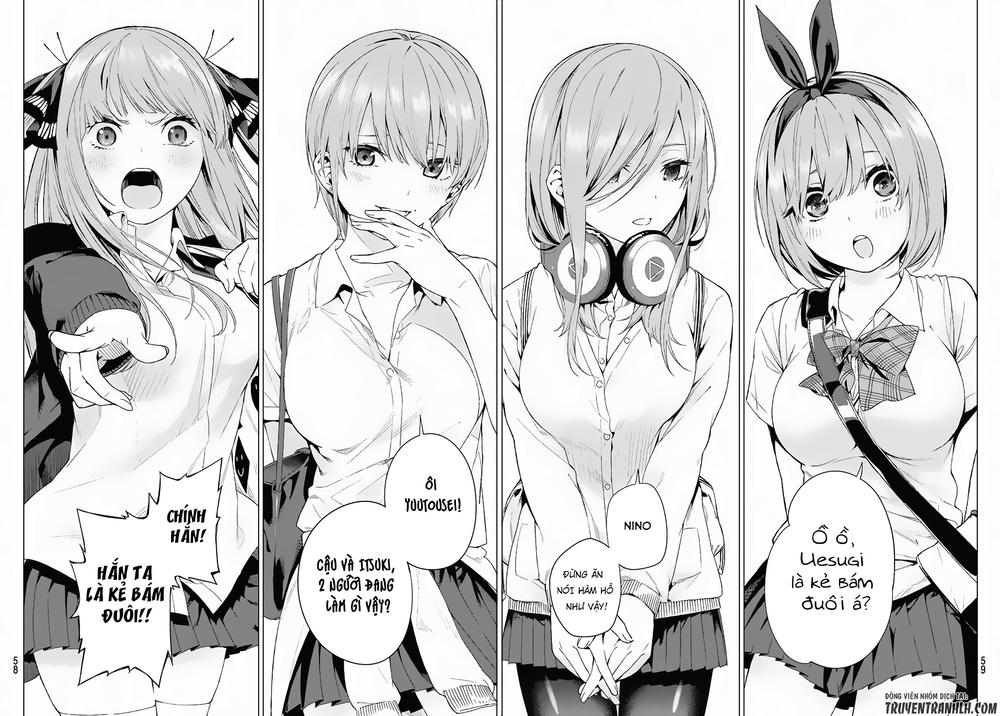 Ồ Ồ,
Uesugi
là kẻ bám
đuôi á?
NINO
ĐỪNG ĂN
NÓI HÀM HỒ
NHƯ VẬY!
ÔI
YUUTOUSEI!
CẬU VÀ ITSUKI,
2 NGƯỜI ĐANG
LÀM GÌ VẬY?
CHÍNH
HẮN!
HẮN TA
LÀ KẺ BÁM
ĐUÔI!!
58
59
ĐỘNG VIÊN NHÓM DỊCH TẠI:
TRUYENTRANHLH.COM